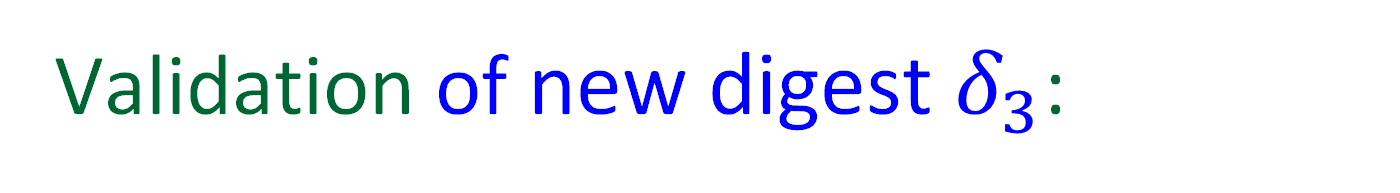 Validation of new digest δ₃: